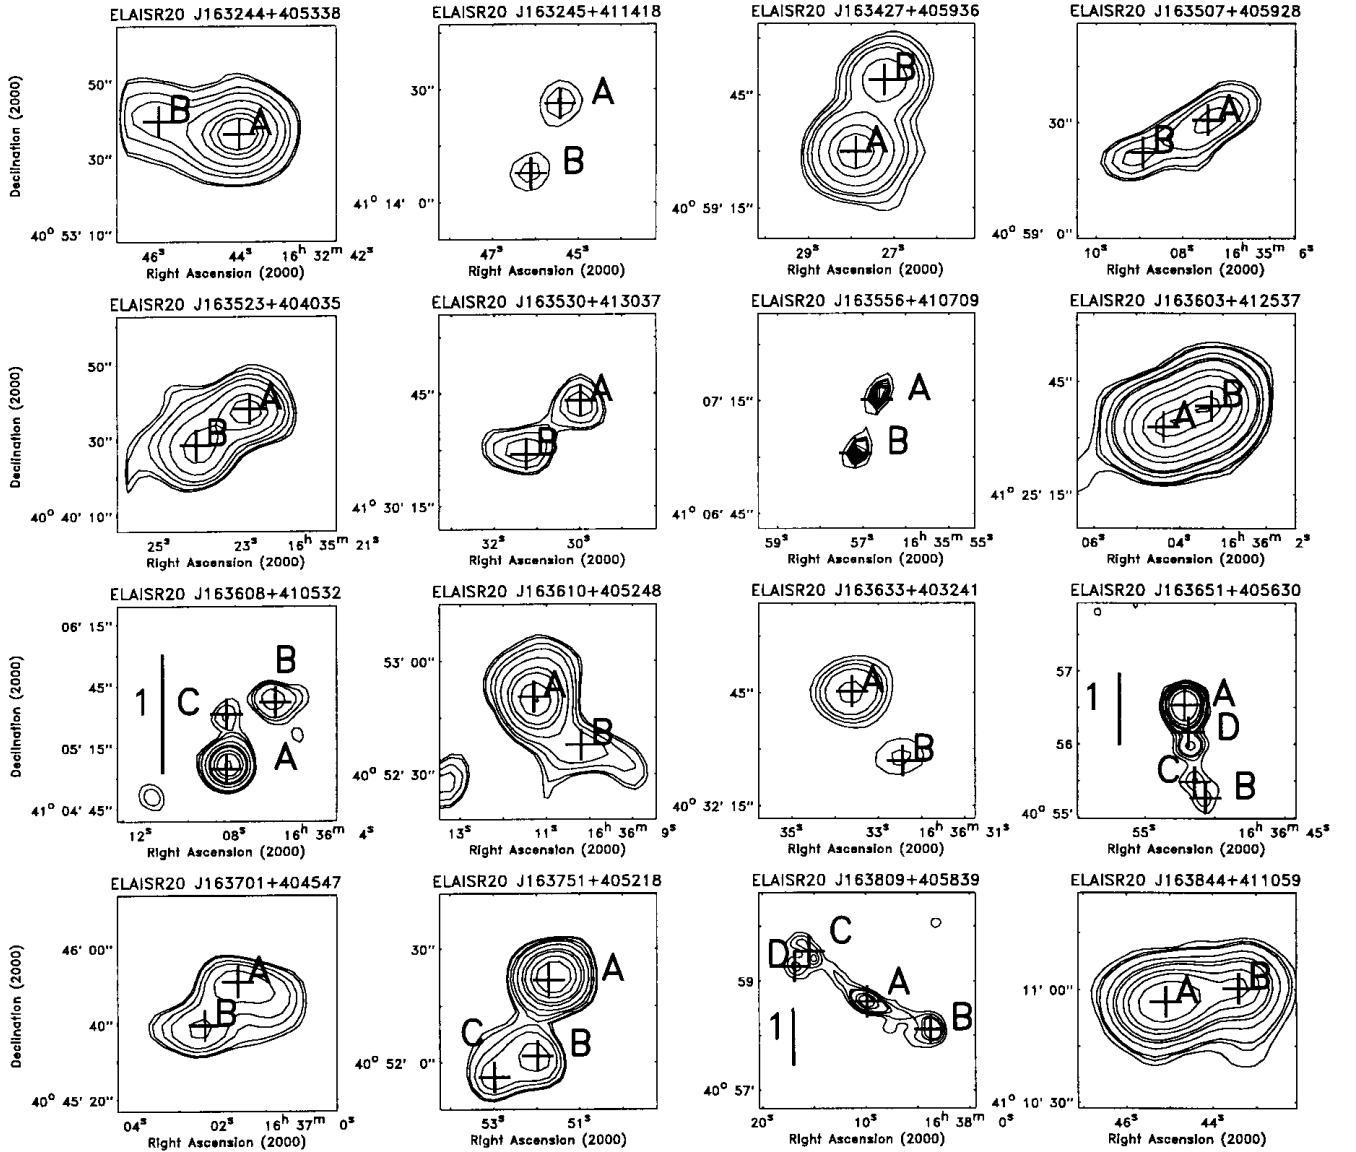 ELAISR20 J163244+405338
ELAISR20 J163245+411418
ELAISR20 J163427+405936
ELAISR20 J163507+405928
Declination (2000)
50"
30"
40° 53' 10"
B
A
46ˢ 44ˢ 16ʰ 32ᵐ 42ˢ
Right Ascension (2000)
30"
41° 14' 0"
A
B
47ˢ 45ˢ
Right Ascension (2000)
45"
40° 59' 15"
B
A
29ˢ 27ˢ
Right Ascension (2000)
30"
40° 59' 0"
A
B
10ˢ 08ˢ 16ʰ 35ᵐ 6ˢ
Right Ascension (2000)
ELAISR20 J163523+404035
ELAISR20 J163530+413037
ELAISR20 J163556+410709
ELAISR20 J163603+412537
Declination (2000)
50"
30"
40° 40' 10"
A
B
25ˢ 23ˢ 16ʰ 35ᵐ 21ˢ
Right Ascension (2000)
45"
41° 30' 15"
A
B
32ˢ 30ˢ
Right Ascension (2000)
07' 15"
41° 06' 45"
A
B
59ˢ 57ˢ 16ʰ 35ᵐ 55ˢ
Right Ascension (2000)
45"
41° 25' 15"
B
A
06ˢ 04ˢ 16ʰ 36ᵐ 2ˢ
Right Ascension (2000)
ELAISR20 J163608+410532
ELAISR20 J163610+405248
ELAISR20 J163633+403241
ELAISR20 J163651+405630
Declination (2000)
06' 15"
45"
05' 15"
41° 04' 45"
B
1
C
A
12ˢ 08ˢ 16ʰ 36ᵐ 4ˢ
Right Ascension (2000)
53' 00"
40° 52' 30"
A
B
13ˢ 11ˢ 16ʰ 36ᵐ 9ˢ
Right Ascension (2000)
45"
40° 32' 15"
A
B
35ˢ 33ˢ 16ʰ 36ᵐ 31ˢ
Right Ascension (2000)
57
56
40° 55'
1
A
D
C
B
55ˢ 16ʰ 36ᵐ 45ˢ
Right Ascension (2000)
ELAISR20 J163701+404547
ELAISR20 J163751+405218
ELAISR20 J163809+405839
ELAISR20 J163844+411059
Declination (2000)
46' 00"
40"
40° 45' 20"
A
B
04ˢ 02ˢ 16ʰ 37ᵐ 0ˢ
Right Ascension (2000)
30"
40° 52' 0"
A
C
B
53ˢ 51ˢ
Right Ascension (2000)
59
40° 57'
C
D
A
1
B
20ˢ 10ˢ 16ʰ 38ᵐ 0ˢ
Right Ascension (2000)
11' 00"
41° 10' 30"
B
A
46ˢ 44ˢ
Right Ascension (2000)